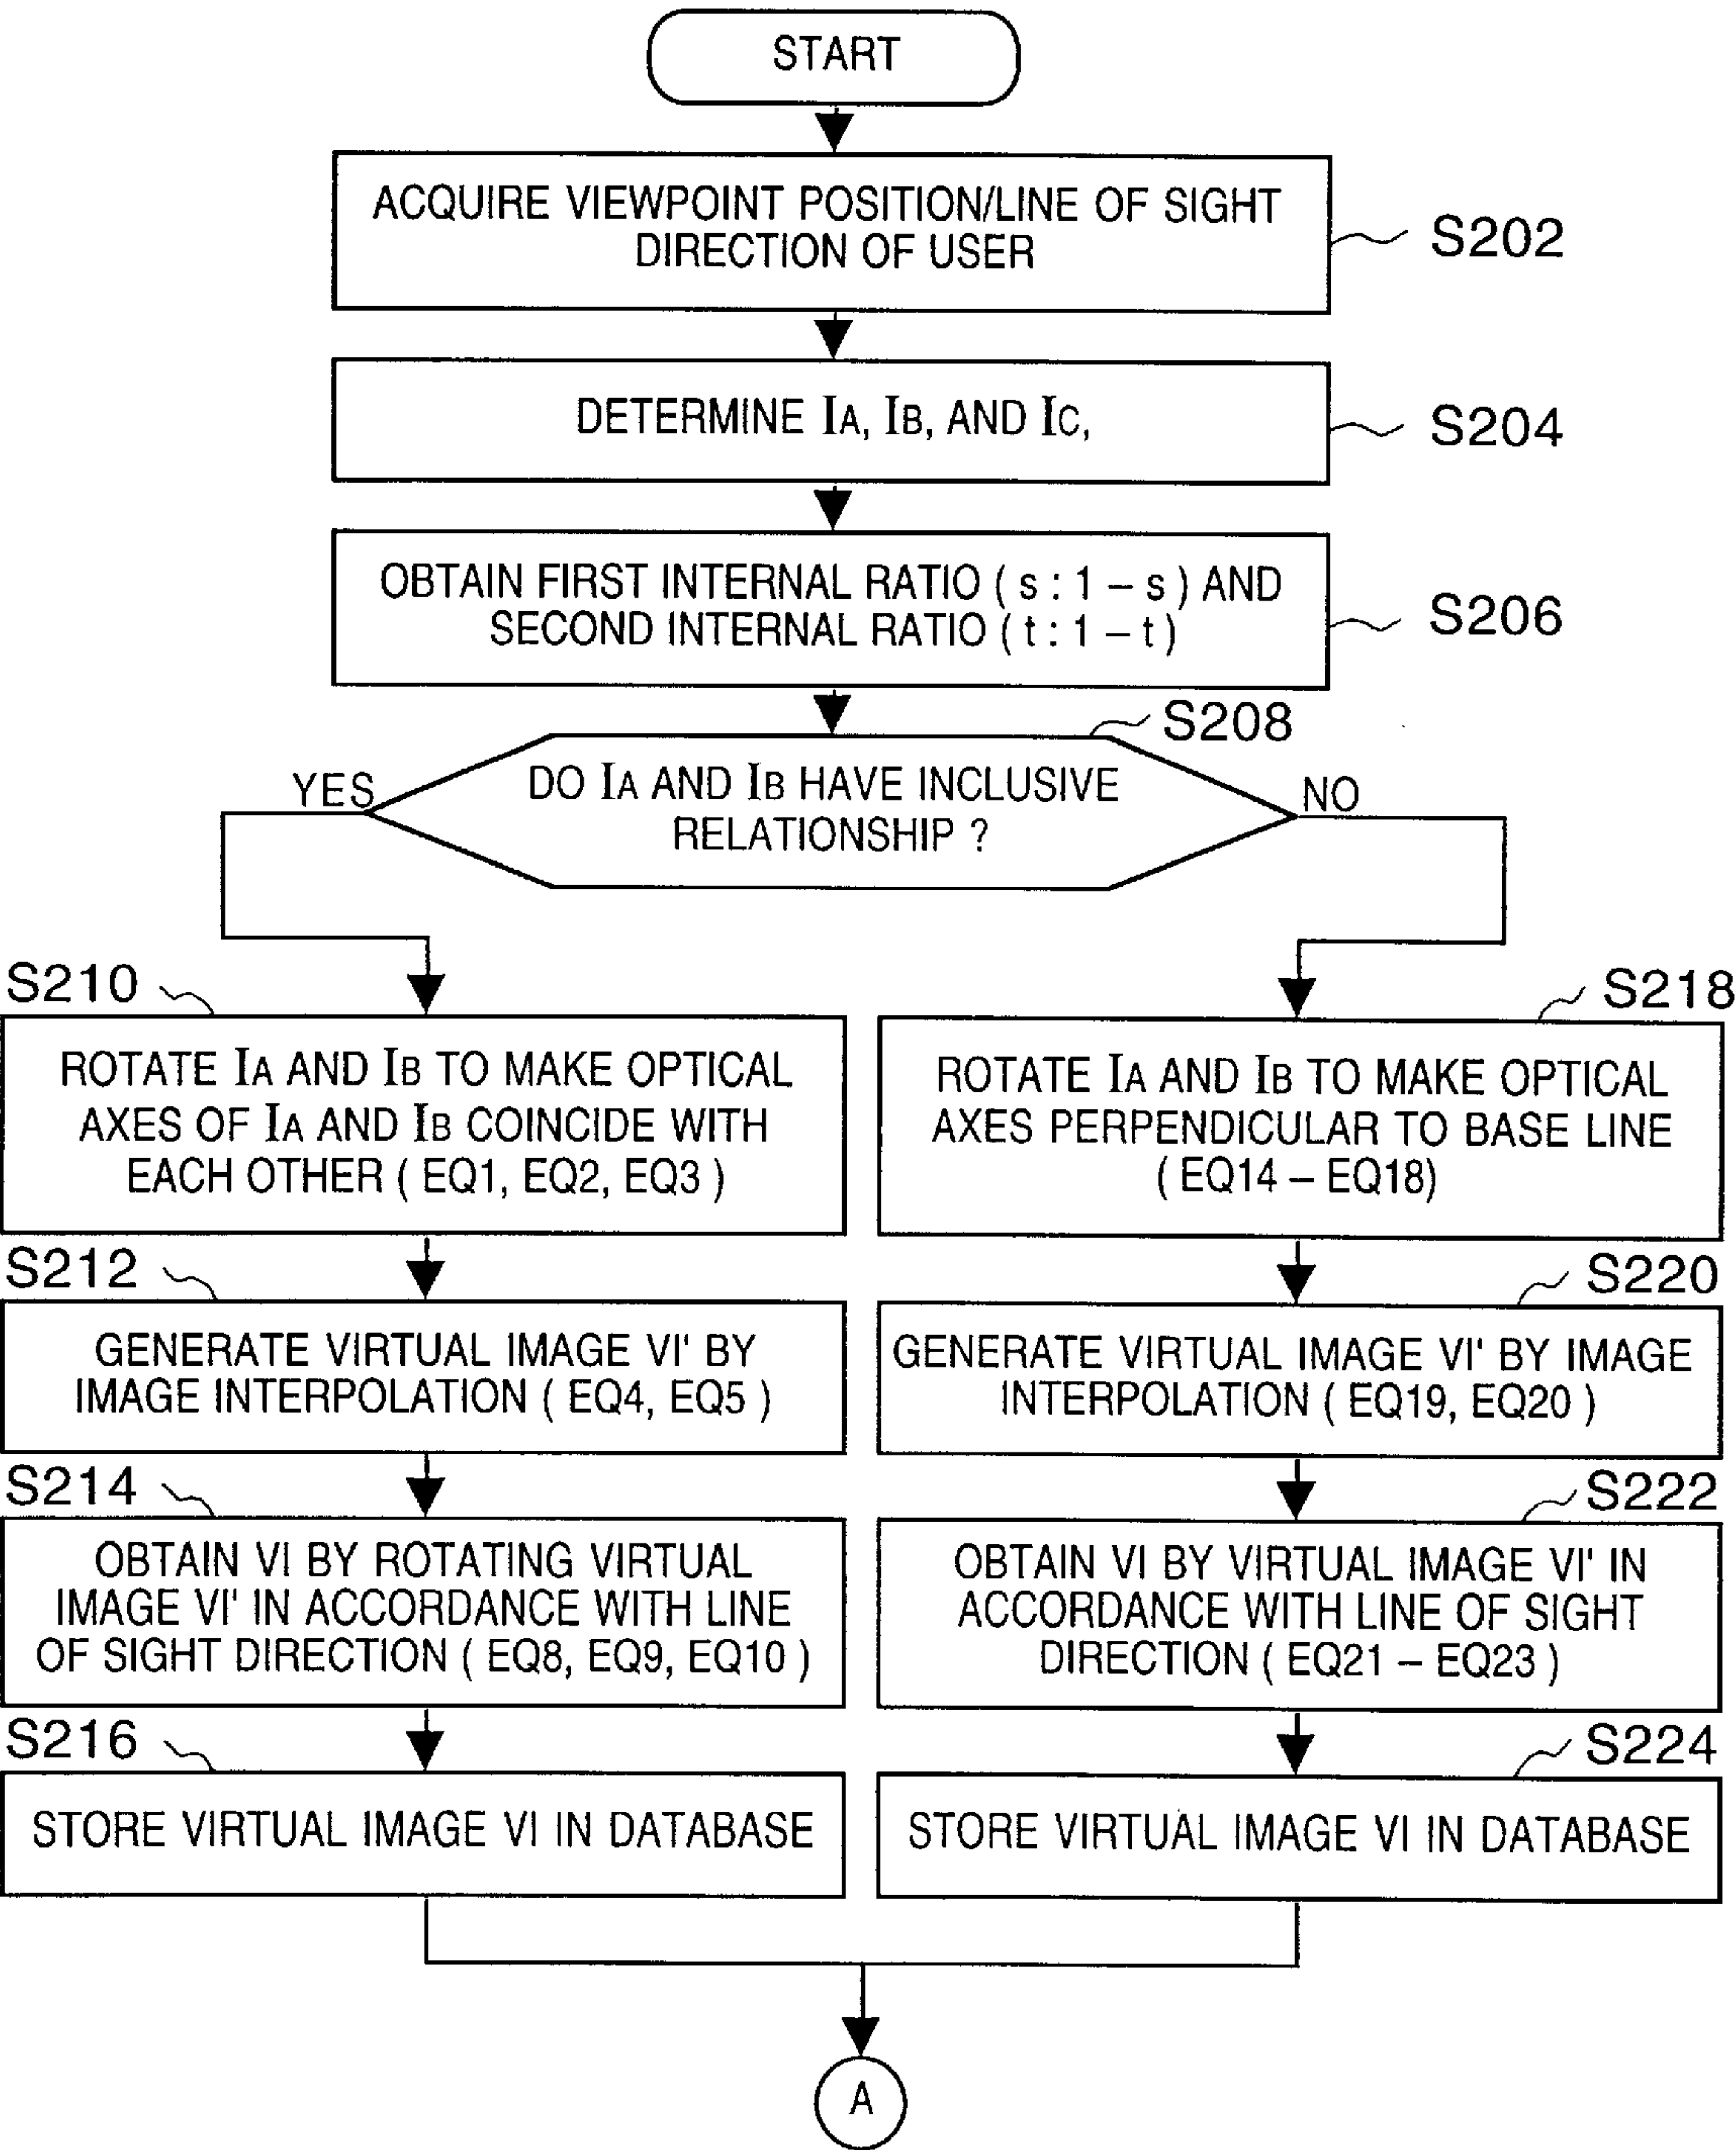 START
ACQUIRE VIEWPOINT POSITION/LINE OF SIGHT
DIRECTION OF USER
S202
DETERMINE IA, IB, AND IC,
S204
OBTAIN FIRST INTERNAL RATIO ( s : 1 – s ) AND
SECOND INTERNAL RATIO ( t : 1 – t )
S206
S208
DO IA AND IB HAVE INCLUSIVE
RELATIONSHIP ?
YES
NO
S210
ROTATE IA AND IB TO MAKE OPTICAL
AXES OF IA AND IB COINCIDE WITH
EACH OTHER ( EQ1, EQ2, EQ3 )
S212
GENERATE VIRTUAL IMAGE VI' BY
IMAGE INTERPOLATION ( EQ4, EQ5 )
S214
OBTAIN VI BY ROTATING VIRTUAL
IMAGE VI' IN ACCORDANCE WITH LINE
OF SIGHT DIRECTION ( EQ8, EQ9, EQ10 )
S216
STORE VIRTUAL IMAGE VI IN DATABASE
S218
ROTATE IA AND IB TO MAKE OPTICAL
AXES PERPENDICULAR TO BASE LINE
( EQ14 – EQ18)
S220
GENERATE VIRTUAL IMAGE VI' BY IMAGE
INTERPOLATION ( EQ19, EQ20 )
S222
OBTAIN VI BY VIRTUAL IMAGE VI' IN
ACCORDANCE WITH LINE OF SIGHT
DIRECTION ( EQ21 – EQ23 )
S224
STORE VIRTUAL IMAGE VI IN DATABASE
A